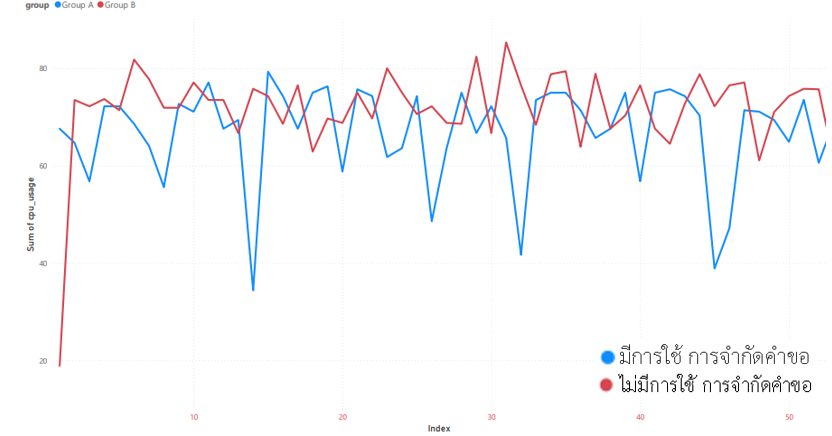 group Group A Group B
80
60
40
20
Sum of cpu_usage
มีการใช้ การจำกัดคำขอ
ไม่มีการใช้ การจำกัดคำขอ
10 20 30 40 50
Index